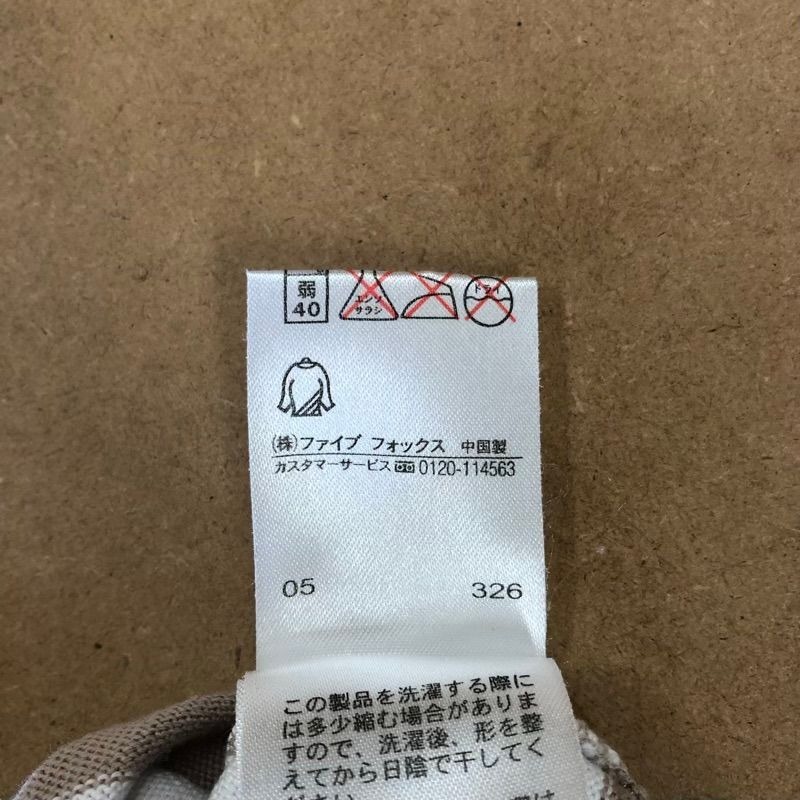 弱
40
エンソ
サラシ
ドライ
(株)ファイブ フォックス 中国製
カスタマーサービス 0120-114563
05 326
この製品を洗濯する際に
は多少縮む場合がありま
すので、洗濯後、形を整
えてから日陰で干してく
ださい。